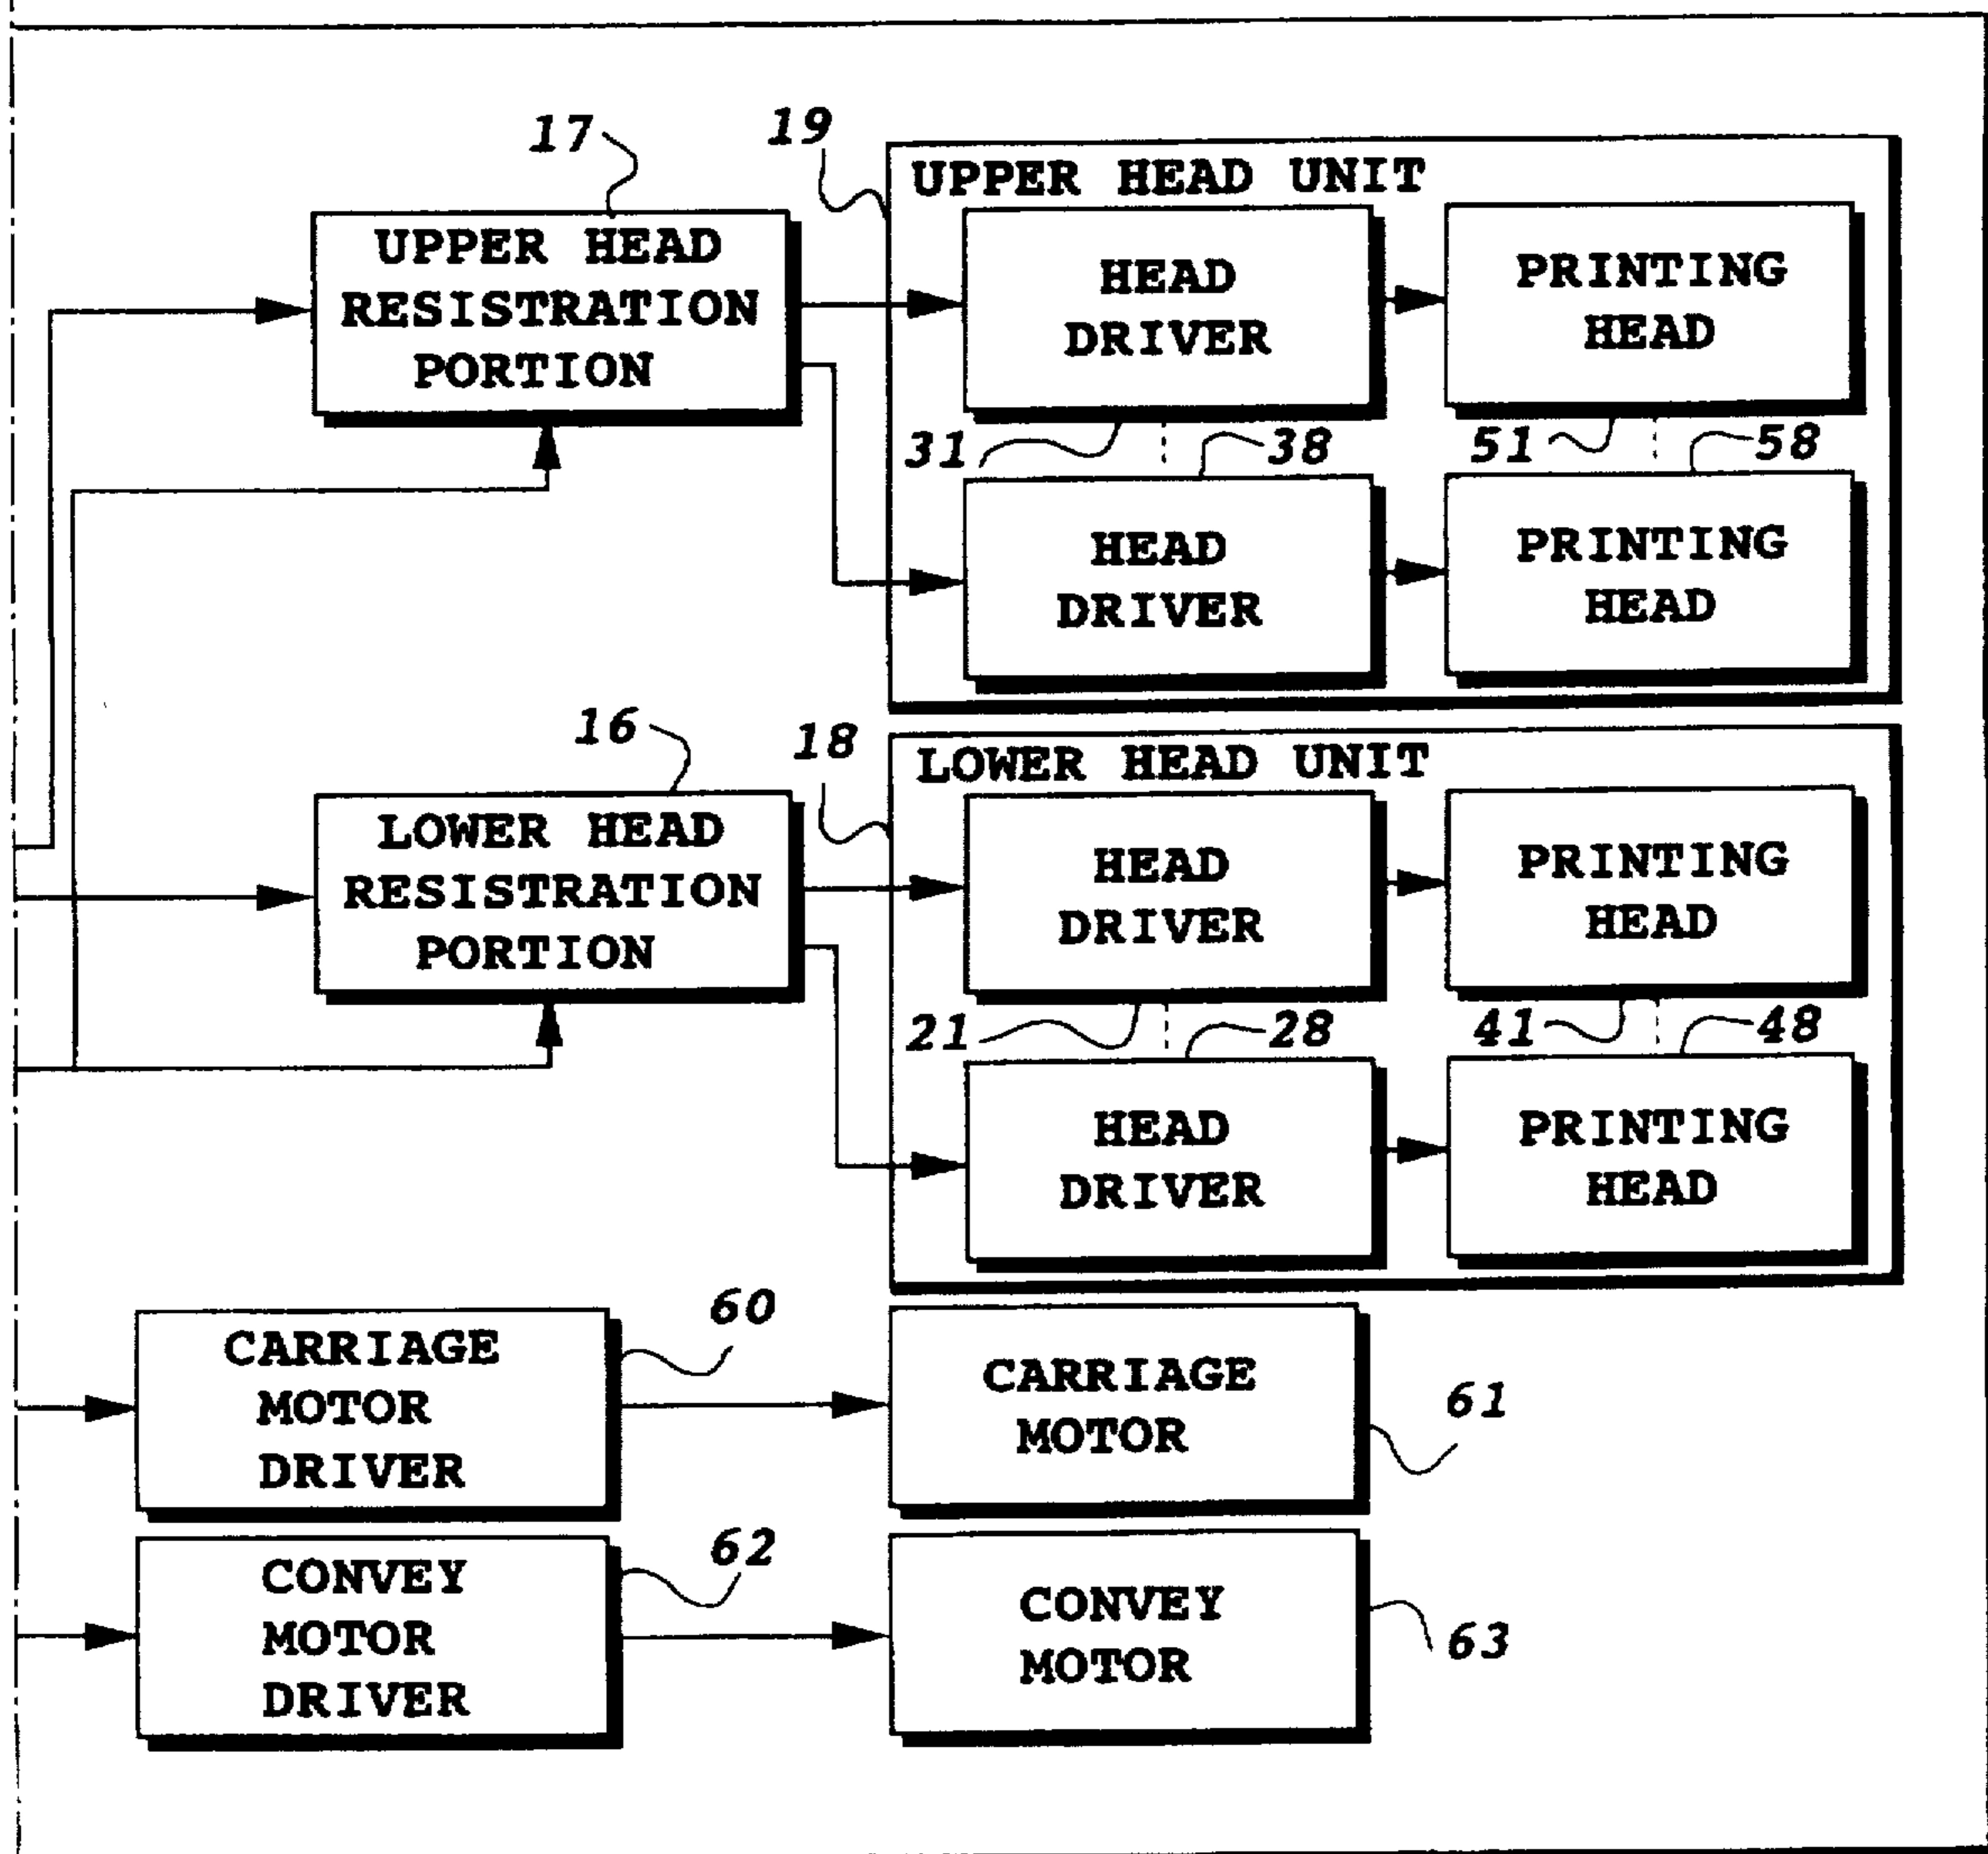 17
19
UPPER HEAD UNIT
UPPER HEAD
RESISTRATION
PORTION
HEAD
DRIVER
PRINTING
HEAD
31
38
51
58
HEAD
DRIVER
PRINTING
HEAD
16
18
LOWER HEAD UNIT
LOWER HEAD
RESISTRATION
PORTION
HEAD
DRIVER
PRINTING
HEAD
21
28
41
48
HEAD
DRIVER
PRINTING
HEAD
60
CARRIAGE
MOTOR
DRIVER
CARRIAGE
MOTOR
61
62
CONVEY
MOTOR
DRIVER
CONVEY
MOTOR
63